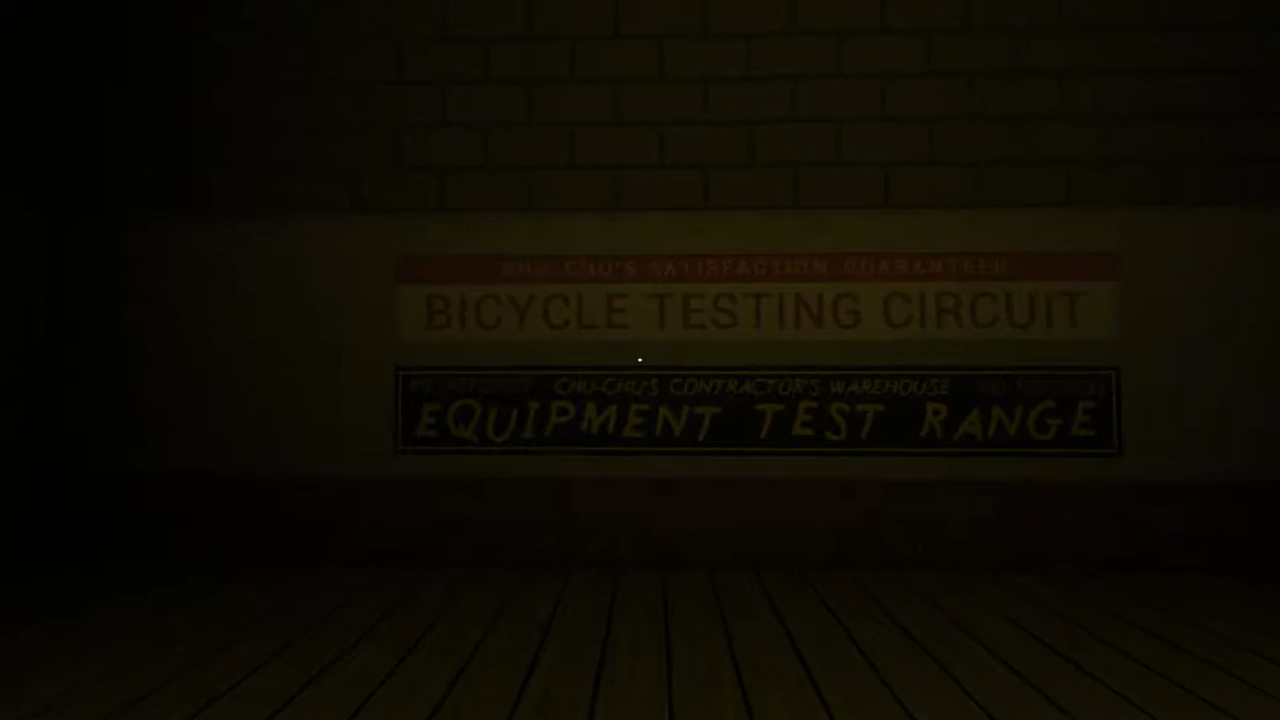 CHU-CHU'S SATISFACTION GUARANTEED
BICYCLE TESTING CIRCUIT
CHU-CHU'S CONTRACTOR'S WAREHOUSE
EQUIPMENT TEST RANGE